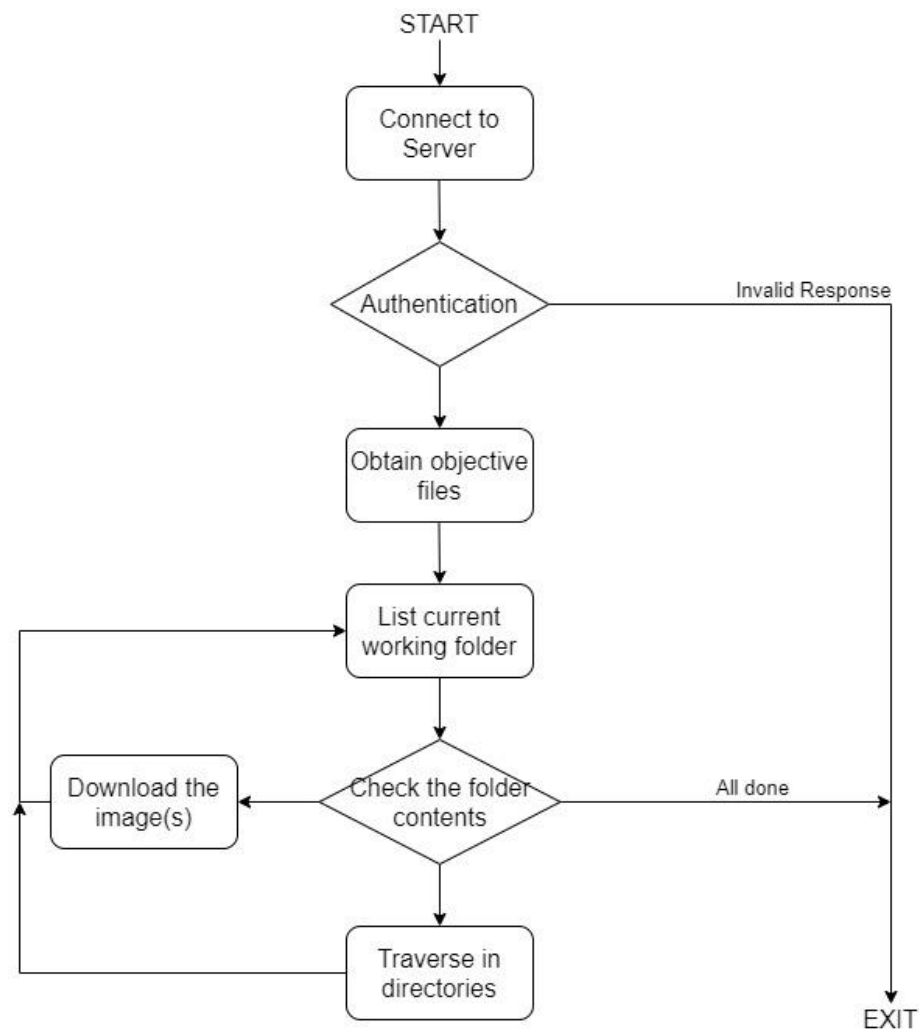 START
Connect to
Server
Authentication
Invalid Response
Obtain objective
files
List current
working folder
Download the
image(s)
Check the folder
contents
All done
Traverse in
directories
EXIT